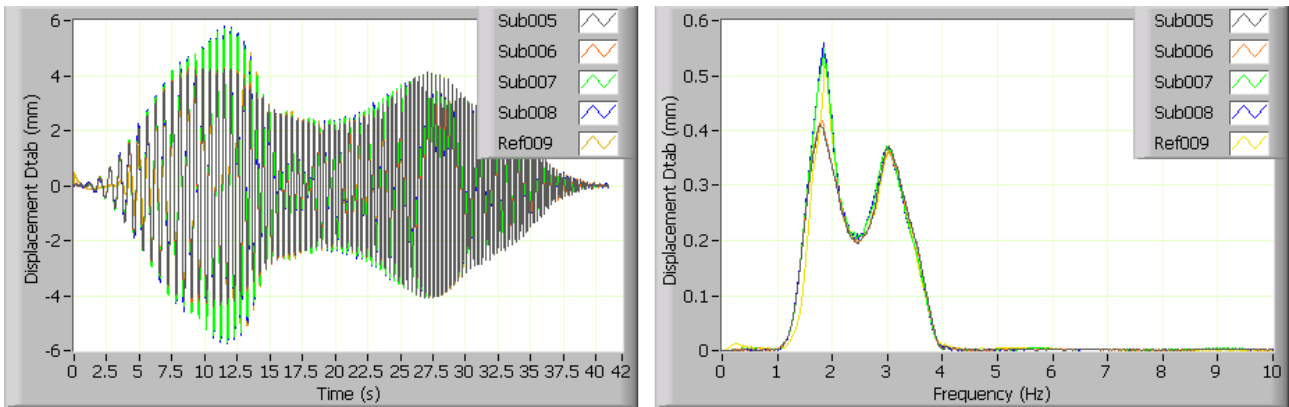 Displacement Dtab (mm)
6
4
2
0
-2
-4
-6
0 2.5 5 7.5 10 12.5 15 17.5 20 22.5 25 27.5 30 32.5 35 37.5 40 42
Time (s)
Sub005
Sub006
Sub007
Sub008
Ref009
Displacement Dtab (mm)
0.6
0.5
0.4
0.3
0.2
0.1
0
0 1 2 3 4 5 6 7 8 9 10
Frequency (Hz)
Sub005
Sub006
Sub007
Sub008
Ref009